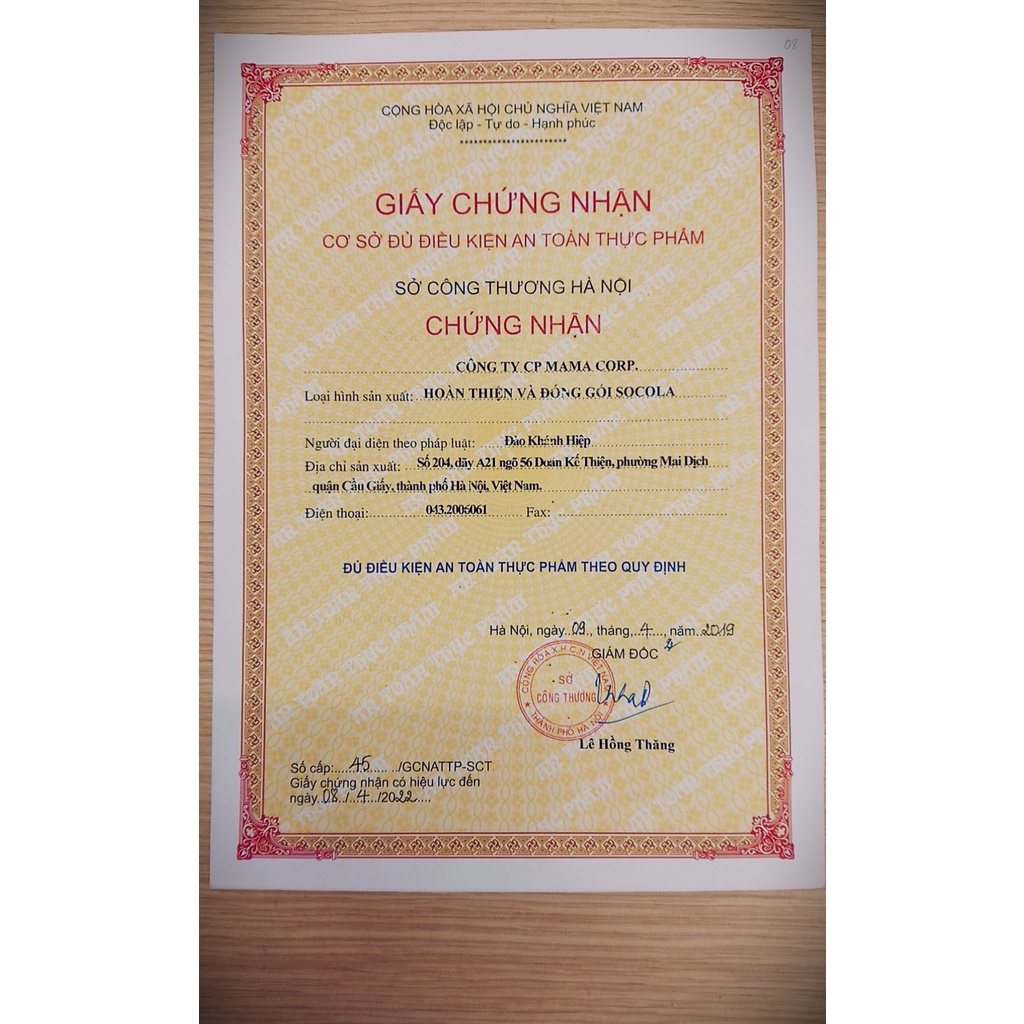 08
CỘNG HÒA XÃ HỘI CHỦ NGHĨA VIỆT NAM
Độc lập - Tự do - Hạnh phúc
***********************
GIẤY CHỨNG NHẬN
CƠ SỞ ĐỦ ĐIỀU KIỆN AN TOÀN THỰC PHẨM
SỞ CÔNG THƯƠNG HÀ NỘI
CHỨNG NHẬN
CÔNG TY CP MAMA CORP.
Loại hình sản xuất: HOÀN THIỆN VÀ ĐÓNG GÓI SOCOLA
Người đại diện theo pháp luật: Đào Khánh Hiệp
Địa chỉ sản xuất: Số 204, dãy A21 ngõ 56 Doãn Kế Thiện, phường Mai Dịch
quận Cầu Giấy, thành phố Hà Nội, Việt Nam.
Điện thoại: 043.2006061 Fax:
ĐỦ ĐIỀU KIỆN AN TOÀN THỰC PHẨM THEO QUY ĐỊNH
Hà Nội, ngày 09, tháng 4, năm 2019
GIÁM ĐỐC
CỘNG HÒA X.H.C.N VIỆT NAM
SỞ
CÔNG THƯƠNG
THÀNH PHỐ HÀ NỘI
Lê Hồng Thăng
Số cấp: 45 /GCNATTP-SCT
Giấy chứng nhận có hiệu lực đến
ngày 08/4/2022